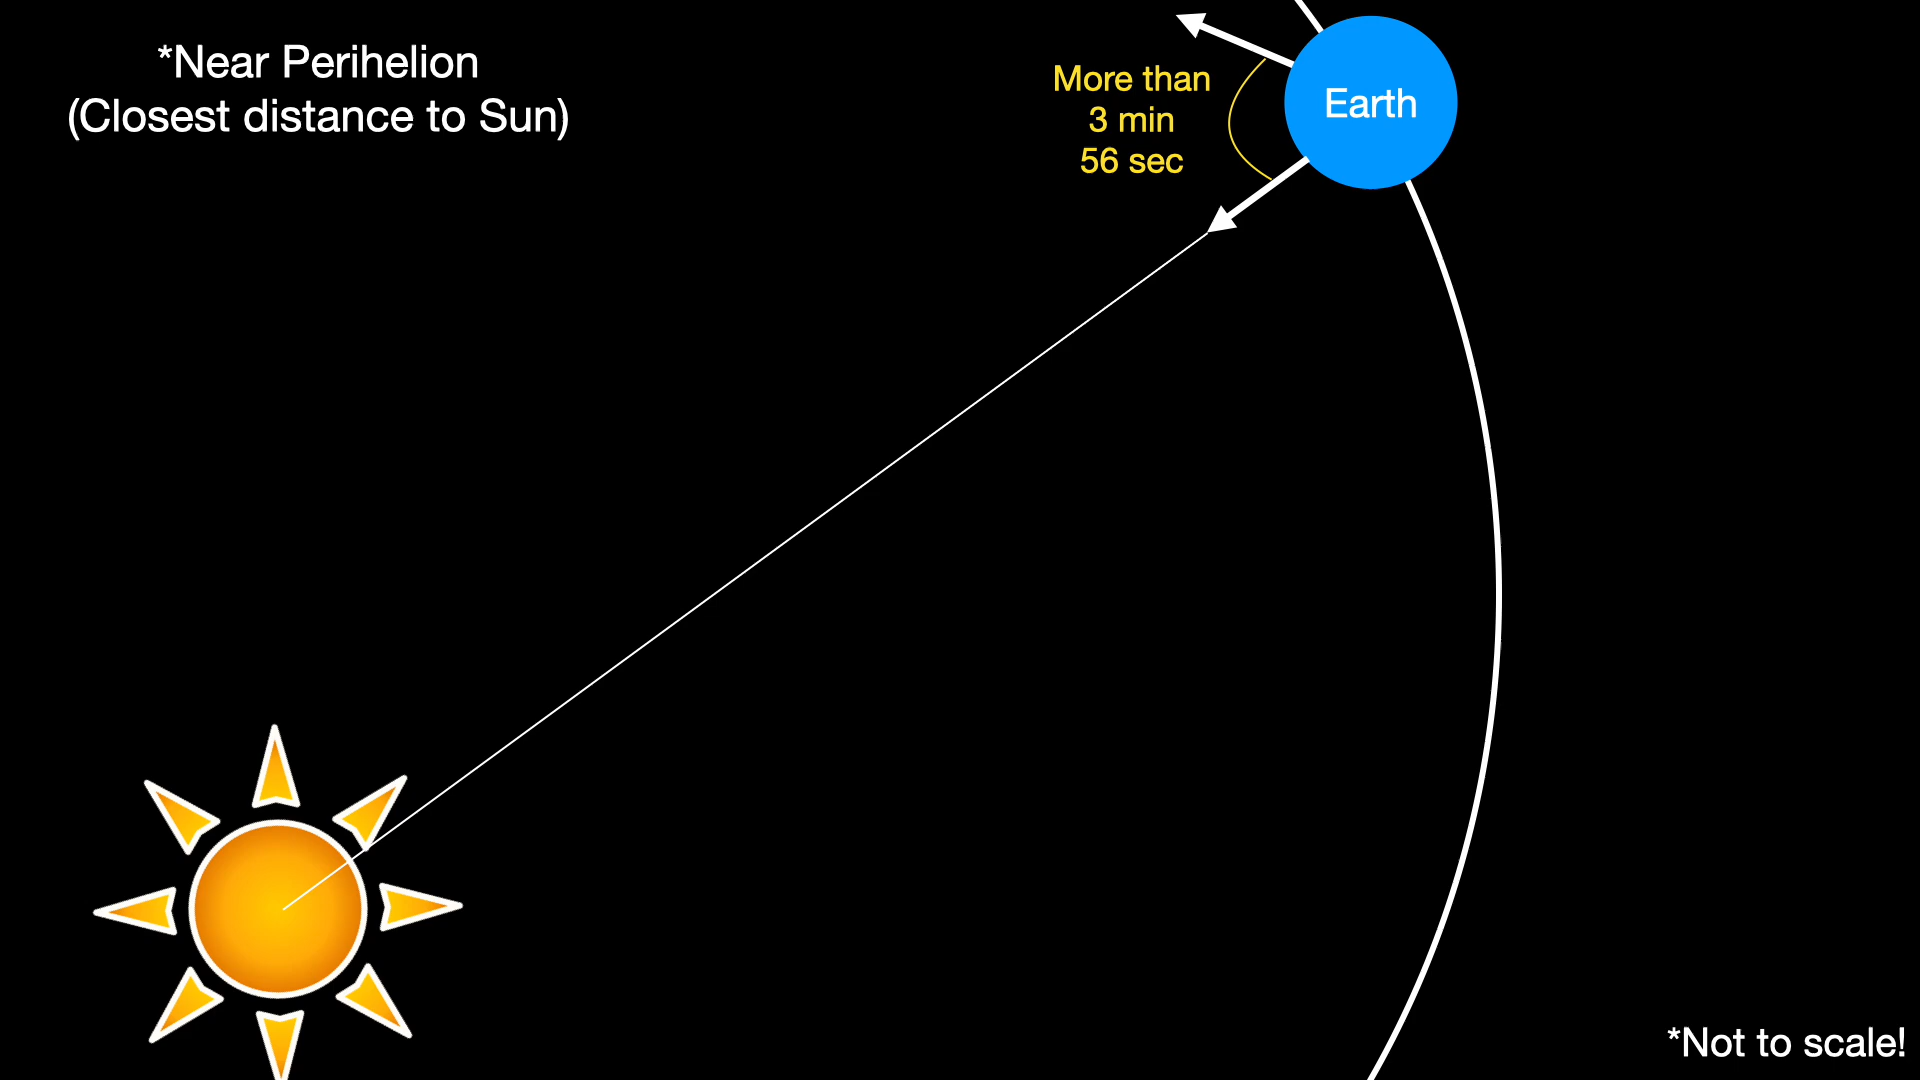 *Near Perihelion
(Closest distance to Sun)
More than
3 min
56 sec
Earth
*Not to scale!